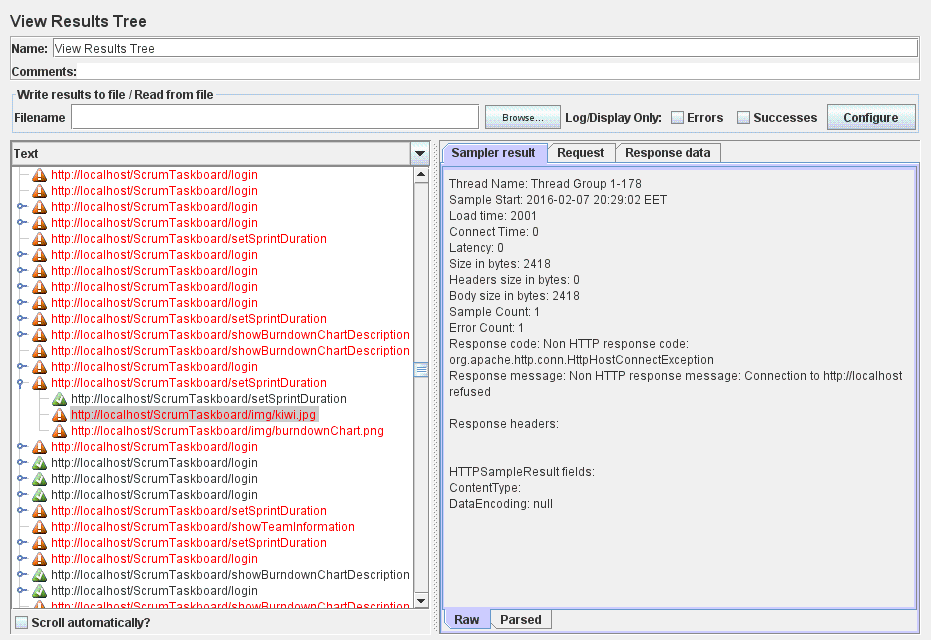 View Results Tree
Name: View Results Tree
Comments:
Write results to file / Read from file
Filename Browse... Log/Display Only: Errors Successes Configure
Text
http://localhost/ScrumTaskboard/login
http://localhost/ScrumTaskboard/login
http://localhost/ScrumTaskboard/login
http://localhost/ScrumTaskboard/login
http://localhost/ScrumTaskboard/setSprintDuration
http://localhost/ScrumTaskboard/login
http://localhost/ScrumTaskboard/login
http://localhost/ScrumTaskboard/login
http://localhost/ScrumTaskboard/login
http://localhost/ScrumTaskboard/setSprintDuration
http://localhost/ScrumTaskboard/showBurndownChartDescription
http://localhost/ScrumTaskboard/showBurndownChartDescription
http://localhost/ScrumTaskboard/login
http://localhost/ScrumTaskboard/setSprintDuration
http://localhost/ScrumTaskboard/setSprintDuration
http://localhost/ScrumTaskboard/img/kiwi.jpg
http://localhost/ScrumTaskboard/img/burndownChart.png
http://localhost/ScrumTaskboard/login
http://localhost/ScrumTaskboard/login
http://localhost/ScrumTaskboard/login
http://localhost/ScrumTaskboard/login
http://localhost/ScrumTaskboard/setSprintDuration
http://localhost/ScrumTaskboard/showTeamInformation
http://localhost/ScrumTaskboard/setSprintDuration
http://localhost/ScrumTaskboard/login
http://localhost/ScrumTaskboard/showBurndownChartDescription
http://localhost/ScrumTaskboard/login
http://localhost/ScrumTaskboard/showBurndownChartDescription
Scroll automatically?
Sampler result Request Response data
Thread Name: Thread Group 1-178
Sample Start: 2016-02-07 20:29:02 EET
Load time: 2001
Connect Time: 0
Latency: 0
Size in bytes: 2418
Headers size in bytes: 0
Body size in bytes: 2418
Sample Count: 1
Error Count: 1
Response code: Non HTTP response code:
org.apache.http.conn.HttpHostConnectException
Response message: Non HTTP response message: Connection to http://localhost
refused
Response headers:
HTTPSampleResult fields:
ContentType:
DataEncoding: null
Raw Parsed